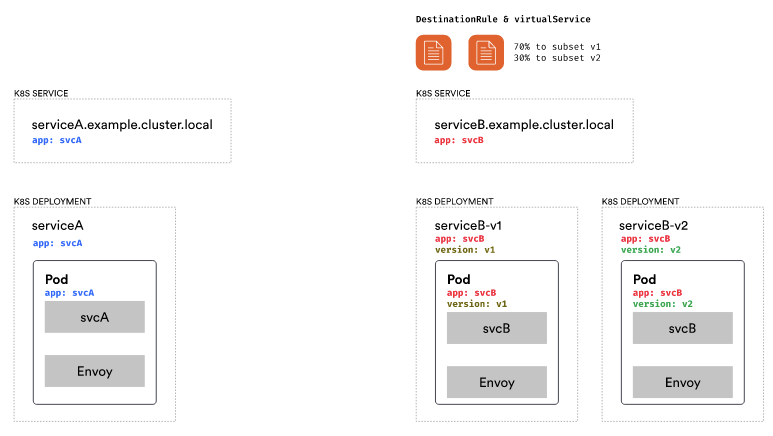 DestinationRule & virtualService
70% to subset v1
30% to subset v2
K8S SERVICE
serviceA.example.cluster.local
app: svcA
K8S SERVICE
serviceB.example.cluster.local
app: svcB
K8S DEPLOYMENT
serviceA
app: svcA
Pod
app: svcA
svcA
Envoy
K8S DEPLOYMENT
serviceB-v1
app: svcB
version: v1
Pod
app: svcB
version: v1
svcB
Envoy
K8S DEPLOYMENT
serviceB-v2
app: svcB
version: v2
Pod
app: svcB
version: v2
svcB
Envoy